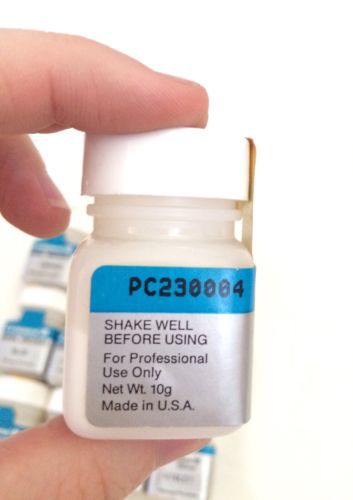 PC230004
SHAKE WELL
BEFORE USING
For Professional
Use Only
Net Wt. 10g
Made in U.S.A.